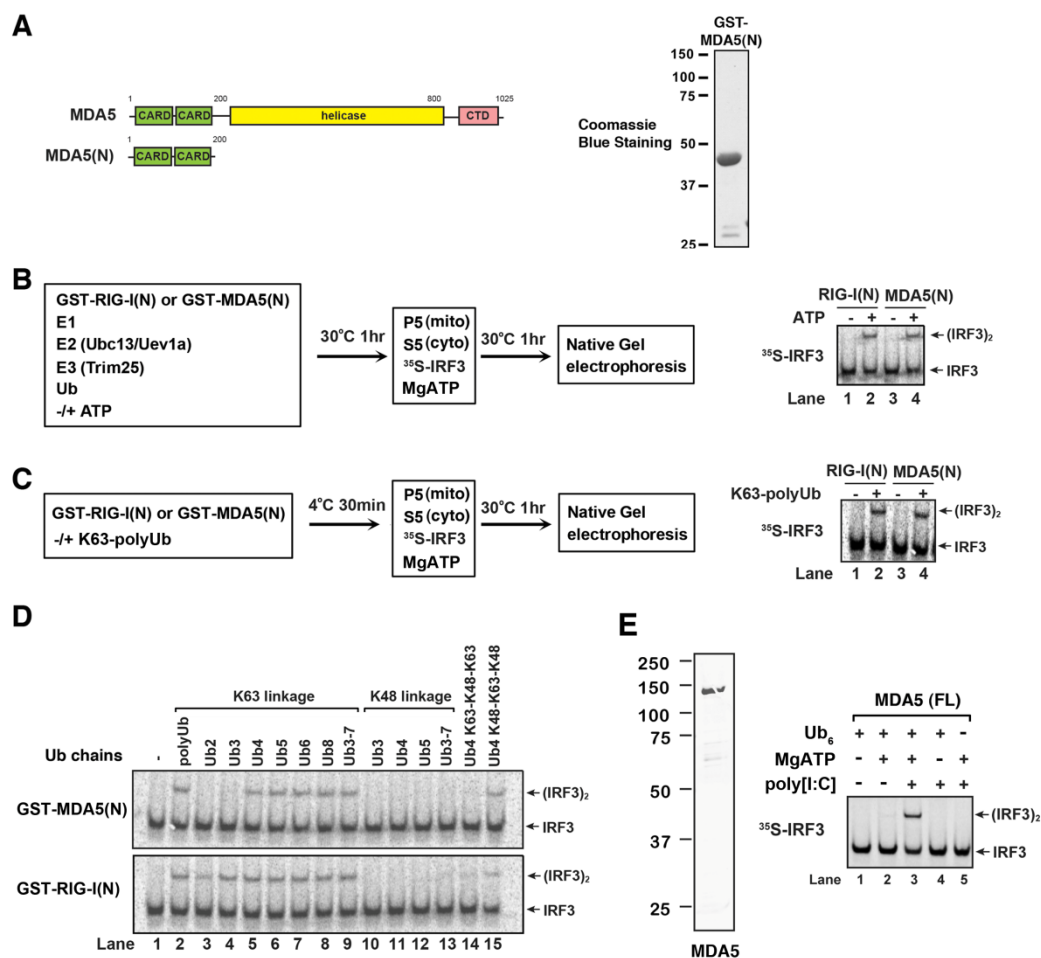 A
1 200 800 1025
MDA5 CARD CARD helicase CTD
1 200
MDA5(N) CARD CARD
GST-
MDA5(N)
150
100
75
Coomassie
Blue Staining
50
37
25
B
GST-RIG-I(N) or GST-MDA5(N)
E1
E2 (Ubc13/Uev1a)
E3 (Trim25)
Ub
-/+ ATP
30°C 1hr
P5(mito)
S5(cyto)
³⁵S-IRF3
MgATP
30°C 1hr
Native Gel
electrophoresis
RIG-I(N) MDA5(N)
ATP - + - +
(IRF3)₂
³⁵S-IRF3
IRF3
Lane 1 2 3 4
C
GST-RIG-I(N) or GST-MDA5(N)
-/+ K63-polyUb
4°C 30min
P5(mito)
S5(cyto)
³⁵S-IRF3
MgATP
30°C 1hr
Native Gel
electrophoresis
RIG-I(N) MDA5(N)
K63-polyUb - + - +
(IRF3)₂
³⁵S-IRF3
IRF3
Lane 1 2 3 4
D
K63 linkage K48 linkage
Ub chains - polyUb Ub2 Ub3 Ub4 Ub5 Ub6 Ub8 Ub3-7 Ub3 Ub4 Ub5 Ub3-7 Ub4 K63-K48-K63 Ub4 K48-K63-K48
(IRF3)₂
GST-MDA5(N)
IRF3
(IRF3)₂
GST-RIG-I(N)
IRF3
Lane 1 2 3 4 5 6 7 8 9 10 11 12 13 14 15
E
250
150
100
75
50
37
25
MDA5
MDA5 (FL)
Ub₆ + + + + -
MgATP - + + - +
poly[I:C] - - + + +
(IRF3)₂
³⁵S-IRF3
IRF3
Lane 1 2 3 4 5